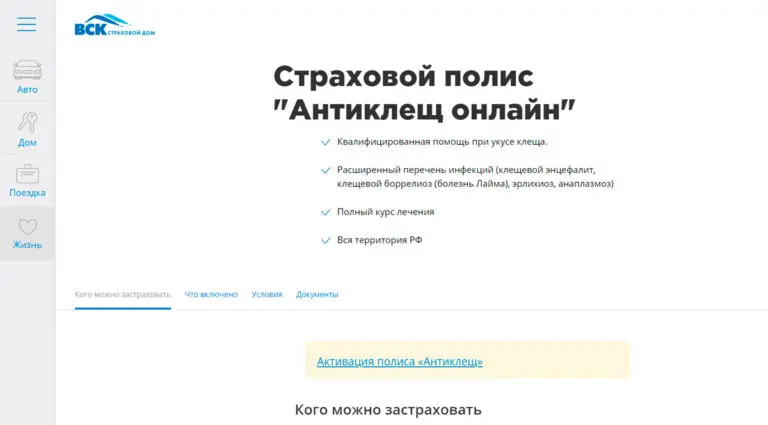 ВСК СТРАХОВОЙ ДОМ
Авто
Дом
Поездка
Жизнь
Страховой полис
"Антиклещ онлайн"
Квалифицированная помощь при укусе клеща.
Расширенный перечень инфекций (клещевой энцефалит,
клещевой боррелиоз (болезнь Лайма), эрлихиоз, анаплазмоз)
Полный курс лечения
Вся территория РФ
Кого можно застраховать Что включено Условия Документы
Активация полиса «Антиклещ»
Кого можно застраховать